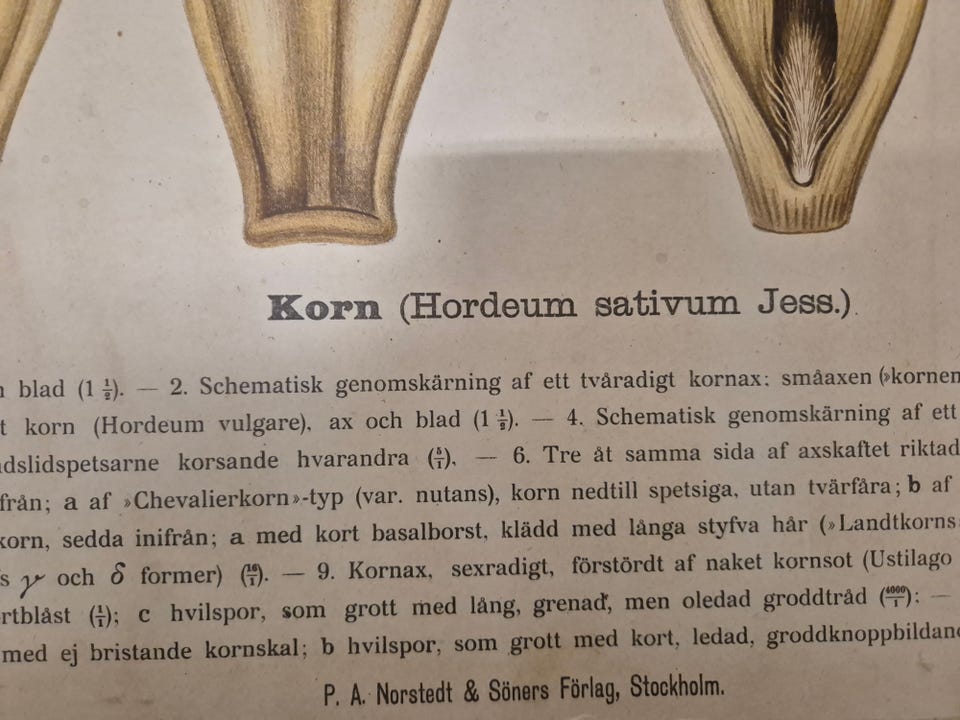 Korn (Hordeum sativum Jess.).
blad (1 ½). — 2. Schematisk genomskärning af ett tvåradigt kornax: småaxen (»kornen
t korn (Hordeum vulgare), ax och blad (1 ½). — 4. Schematisk genomskärning af ett
dslidspetsarne korsande hvarandra (5/1). — 6. Tre åt samma sida af axskaftet riktad
ifrån; a af »Chevalierkorn»-typ (var. nutans), korn nedtill spetsiga, utan tvärfåra; b af
korn, sedda inifrån; a med kort basalborst, klädd med långa styfva hår (»Landtkorns
s γ och δ former) (16/1). — 9. Kornax, sexradigt, förstördt af naket kornsot (Ustilago
rtblåst (1/1); c hvilspor, som grott med lång, grenad, men oledad groddtråd (4000/1): —
med ej bristande kornskal; b hvilspor, som grott med kort, ledad, groddknoppbildand
P. A. Norstedt & Söners Förlag, Stockholm.